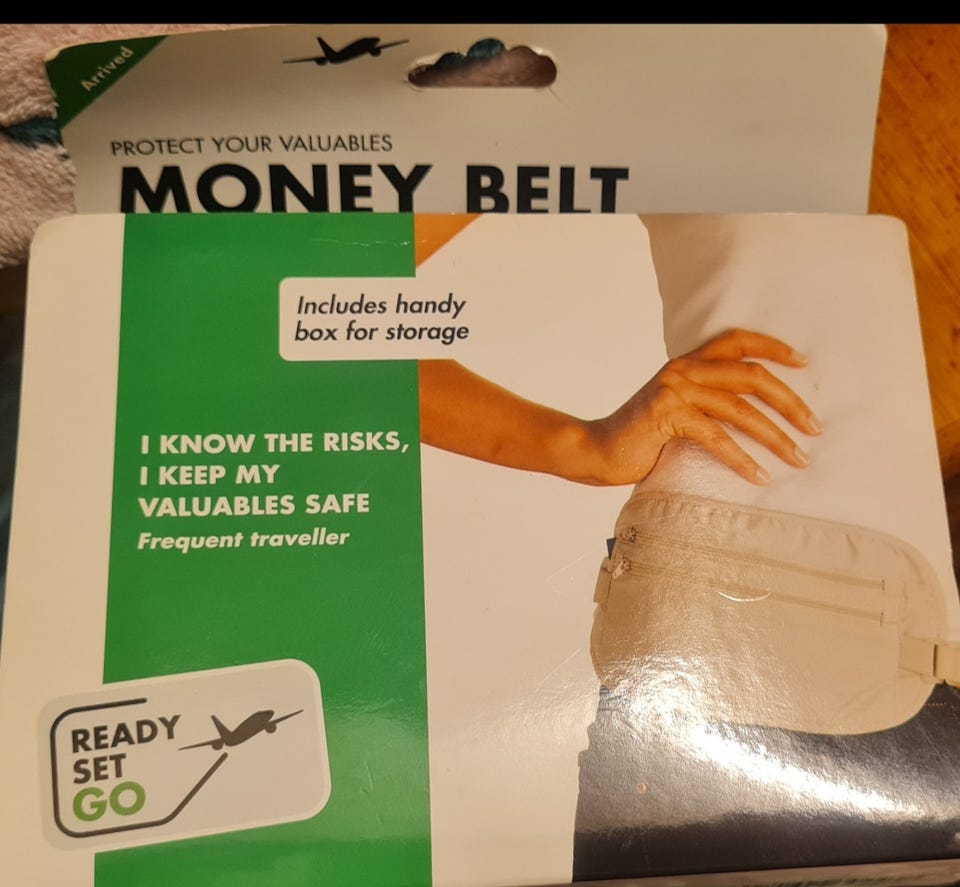 Arrived
PROTECT YOUR VALUABLES
MONEY BELT
Includes handy
box for storage
I KNOW THE RISKS,
I KEEP MY
VALUABLES SAFE
Frequent traveller
READY
SET
GO